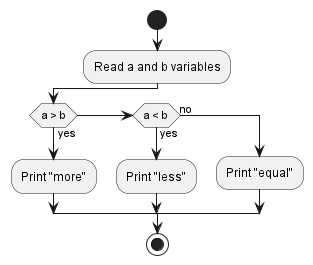 Read a and b variables
a > b
a < b
no
yes
yes
Print "more"
Print "less"
Print "equal"